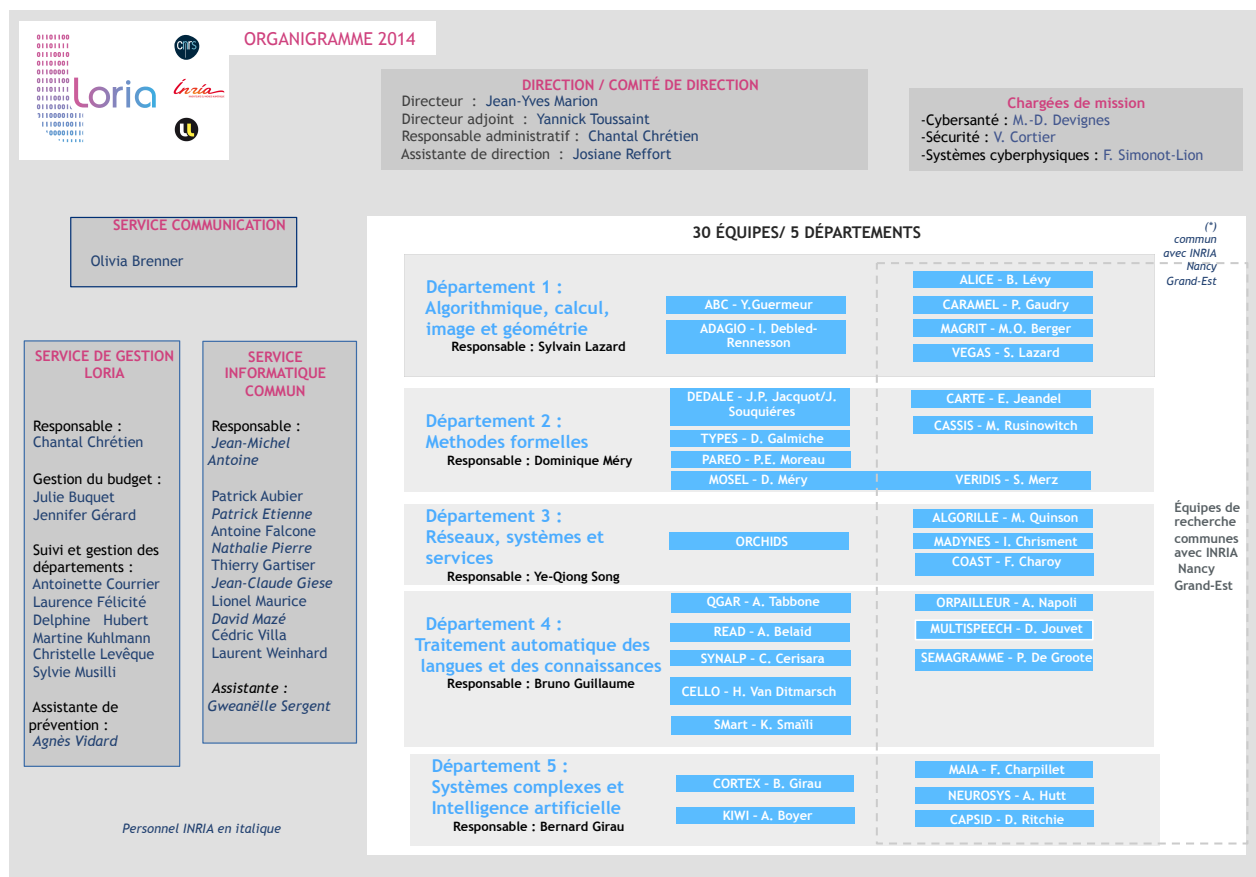 ORGANIGRAMME 2014
01101100
01101111
01101001
0110001
01101001
01101001
01101001
Loria
cnrs
Inria
DIRECTION / COMITÉ DE DIRECTION
Directeur : Jean-Yves Marion
Directeur adjoint : Yannick Toussaint
Responsable administratif : Chantal Chrétien
Assistante de direction : Josiane Reffort
Chargées de mission
-Cybersanté : M.-D. Devignes
-Sécurité : V. Cortier
-Systèmes cyberphysiques : F. Simonot-Lion
SERVICE COMMUNICATION
Olivia Brenner
SERVICE DE GESTION
LORIA
Responsable :
Chantal Chrétien
Gestion du budget :
Julie Buquet
Jennifer Gérard
Suivi et gestion des
départements :
Antoinette Courrier
Laurence Félicité
Delphine Hubert
Martine Kuhlmann
Christelle Levêque
Sylvie Musilli
Assistante de
prévention :
Agnès Vidard
SERVICE
INFORMATIQUE
COMMUN
Responsable :
Jean-Michel
Antoine
Patrick Aubier
Patrick Etienne
Antoine Falcone
Nathalie Pierre
Thierry Gartiser
Jean-Claude Giese
Lionel Maurice
David Mazé
Cédric Villa
Laurent Weinhard
Assistante :
Gweanëlle Sergent
Personnel INRIA en italique
30 ÉQUIPES/ 5 DÉPARTEMENTS
(*)
commun
avec INRIA
Nancy
Grand-Est
Département 1 :
Algorithmique, calcul,
image et géométrie
Responsable : Sylvain Lazard
ABC - Y.Guermeur
ADAGIO - I. Debled-
Rennesson
ALICE - B. Lévy
CARAMEL - P. Gaudry
MAGRIT - M.O. Berger
VEGAS - S. Lazard
Département 2 :
Methodes formelles
Responsable : Dominique Méry
DEDALE - J.P. Jacquot/J.
Souquiéres
TYPES - D. Galmiche
PAREO - P.E. Moreau
MOSEL - D. Méry
CARTE - E. Jeandel
CASSIS - M. Rusinowitch
VERIDIS - S. Merz
Département 3 :
Réseaux, systèmes et
services
Responsable : Ye-Qiong Song
ORCHIDS
ALGORILLE - M. Quinson
MADYNES - I. Chrisment
COAST - F. Charoy
Équipes de
recherche
communes
avec INRIA
Nancy
Grand-Est
Département 4 :
Traitement automatique des
langues et des connaissances
Responsable : Bruno Guillaume
QGAR - A. Tabbone
READ - A. Belaid
SYNALP - C. Cerisara
CELLO - H. Van Ditmarsch
SMart - K. Smaïli
ORPAILLEUR - A. Napoli
MULTISPEECH - D. Jouvet
SEMAGRAMME - P. De Groote
Département 5 :
Systèmes complexes et
Intelligence artificielle
Responsable : Bernard Girau
CORTEX - B. Girau
KIWI - A. Boyer
MAIA - F. Charpillet
NEUROSYS - A. Hutt
CAPSID - D. Ritchie